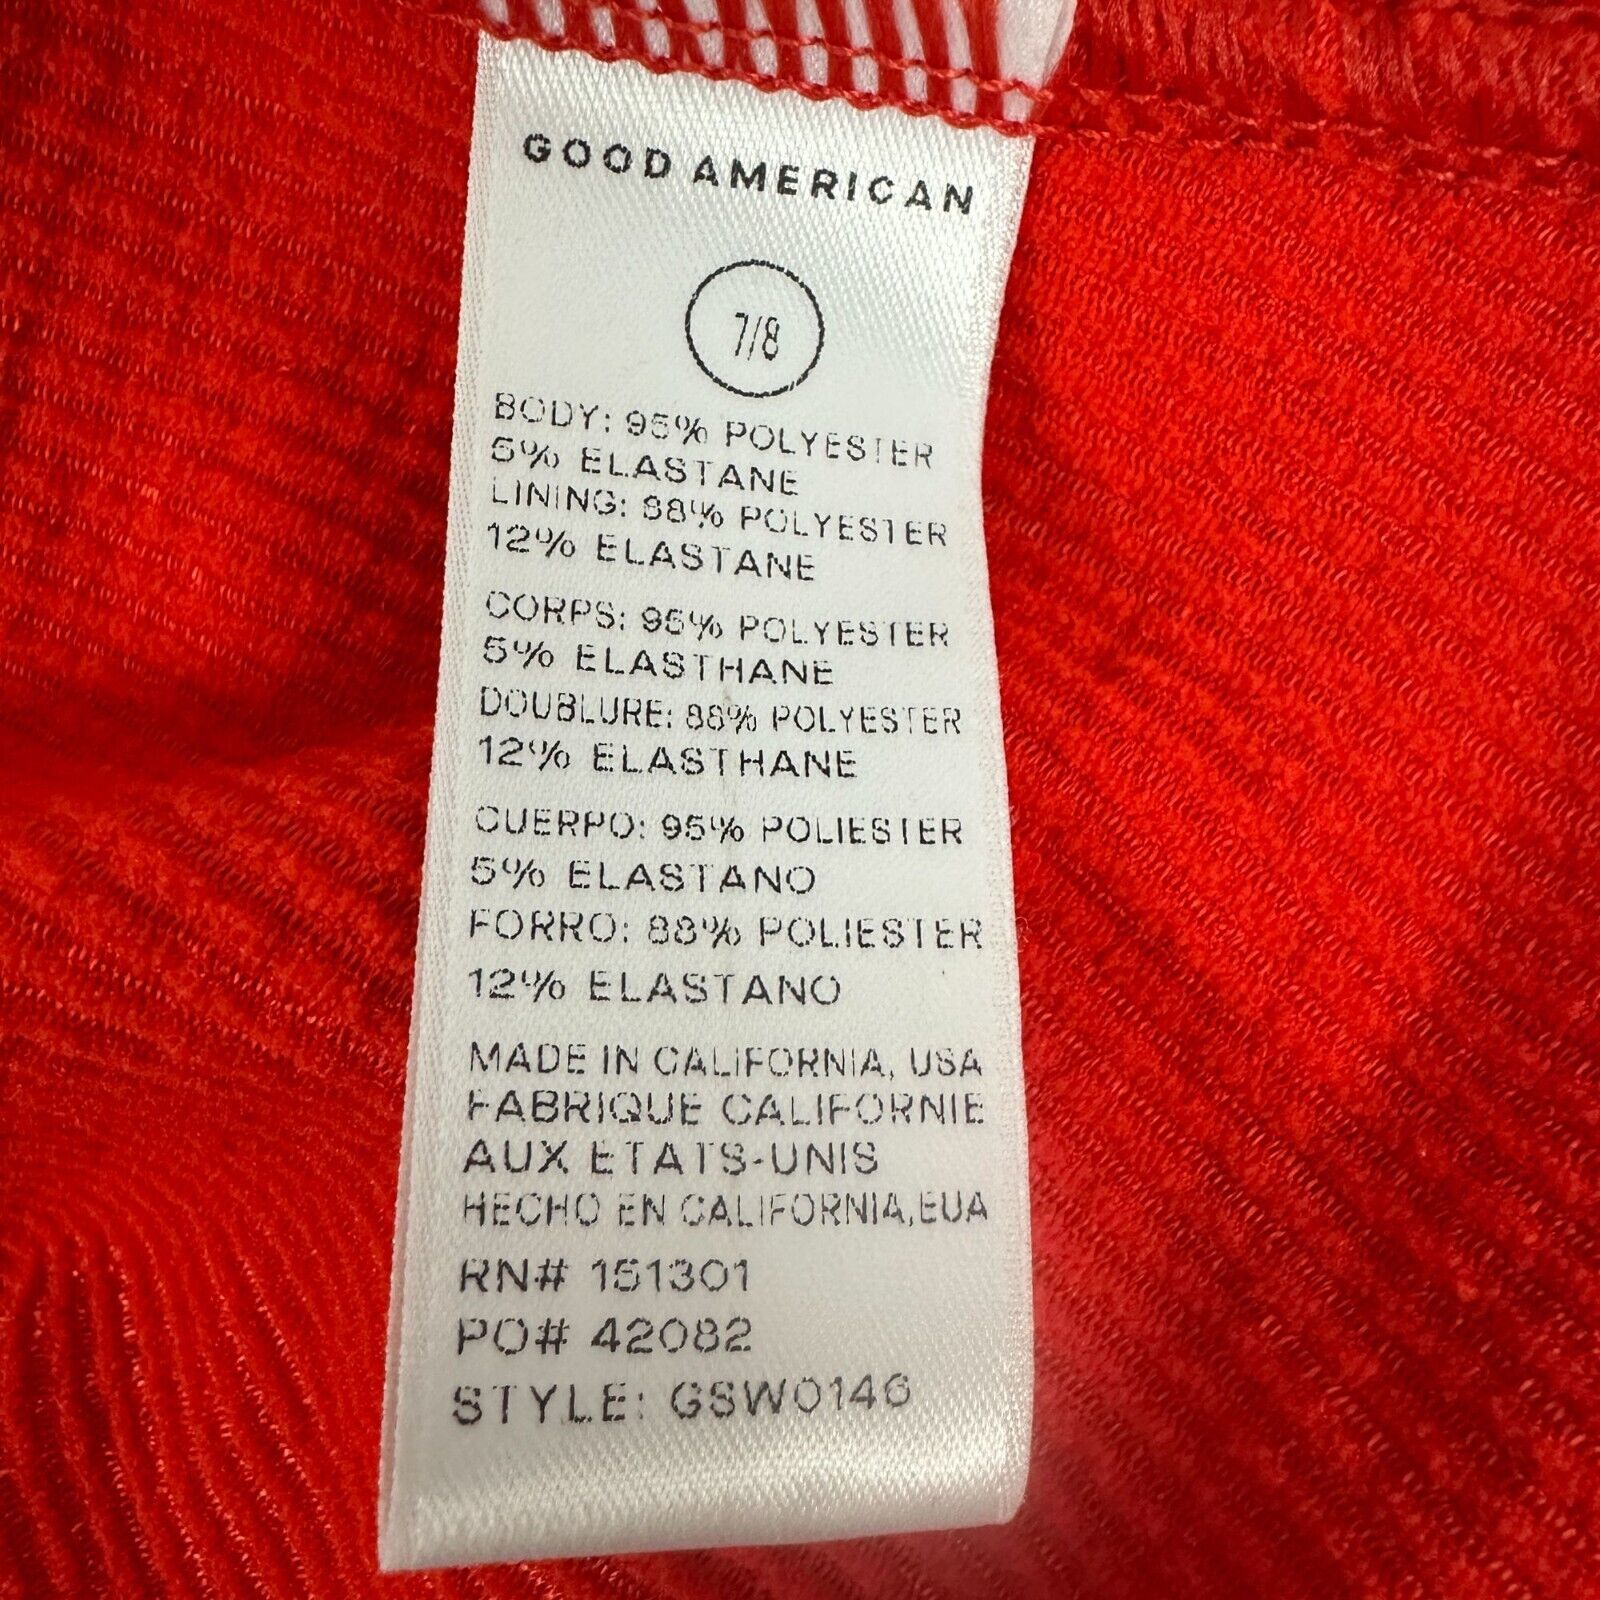 GOOD AMERICAN
7/8
BODY: 95% POLYESTER
5% ELASTANE
LINING: 88% POLYESTER
12% ELASTANE
CORPS: 95% POLYESTER
5% ELASTHANE
DOUBLURE: 88% POLYESTER
12% ELASTHANE
CUERPO: 95% POLIESTER
5% ELASTANO
FORRO: 88% POLIESTER
12% ELASTANO
MADE IN CALIFORNIA, USA
FABRIQUE CALIFORNIE
AUX ETATS-UNIS
HECHO EN CALIFORNIA,EUA
RN# 151301
PO# 42082
STYLE: GSW0146